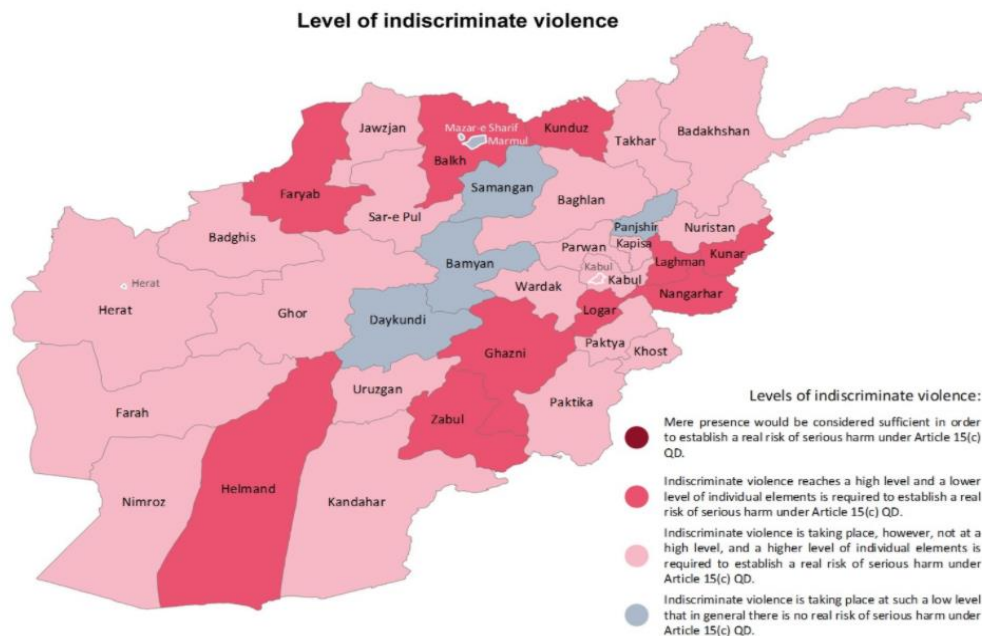 Level of indiscriminate violence
Jawzjan
Mazar-e Sharif
Marmul
Kunduz
Takhar
Badakhshan
Balkh
Faryab
Samangan
Baghlan
Sar-e Pul
Panjshir
Nuristan
Badghis
Parwan
Kapisa
Kunar
Laghman
Bamyan
Kabul
Kabul
Herat
Wardak
Nangarhar
Herat
Ghor
Logar
Daykundi
Paktya
Khost
Ghazni
Uruzgan
Farah
Zabul
Paktika
Nimroz
Helmand
Kandahar
Levels of indiscriminate violence:
Mere presence would be considered sufficient in order
to establish a real risk of serious harm under Article 15(c)
QD.
Indiscriminate violence reaches a high level and a lower
level of individual elements is required to establish a real
risk of serious harm under Article 15(c) QD.
Indiscriminate violence is taking place, however, not at a
high level, and a higher level of individual elements is
required to establish a real risk of serious harm under
Article 15(c) QD.
Indiscriminate violence is taking place at such a low level
that in general there is no real risk of serious harm under
Article 15(c) QD.